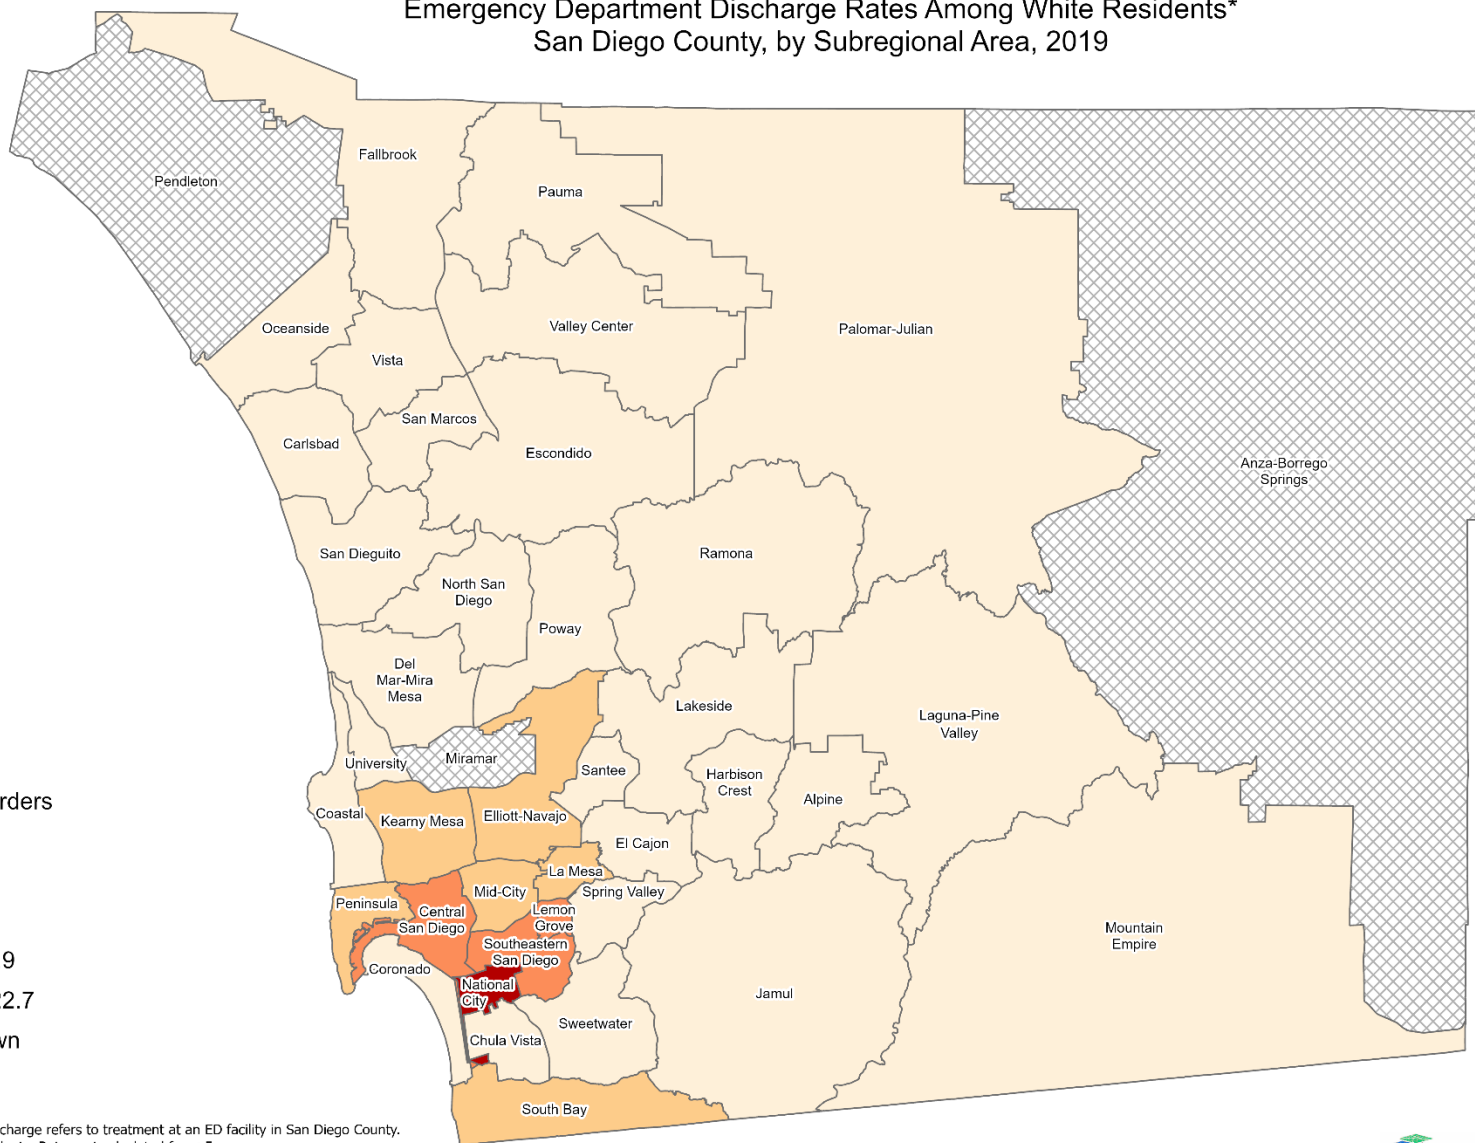 Emergency Department Discharge Rates Among White Residents*
San Diego County, by Subregional Area, 2019
Fallbrook
Pendleton
Pauma
Oceanside
Valley Center
Palomar-Julian
Vista
San Marcos
Carlsbad
Escondido
Anza-Borrego
Springs
San Dieguito
Ramona
North San
Diego
Poway
Del
Mar-Mira
Mesa
Lakeside
Laguna-Pine
Valley
University
Miramar
Santee
Harbison
Crest
Alpine
rders
Coastal
Kearny Mesa
Elliott-Navajo
El Cajon
La Mesa
Mid-City
Spring Valley
Peninsula
Central
San Diego
Lemon
Grove
Mountain
Empire
Southeastern
San Diego
9
Coronado
National
City
Jamul
2.7
Sweetwater
wn
Chula Vista
South Bay
charge refers to treatment at an ED facility in San Diego County.